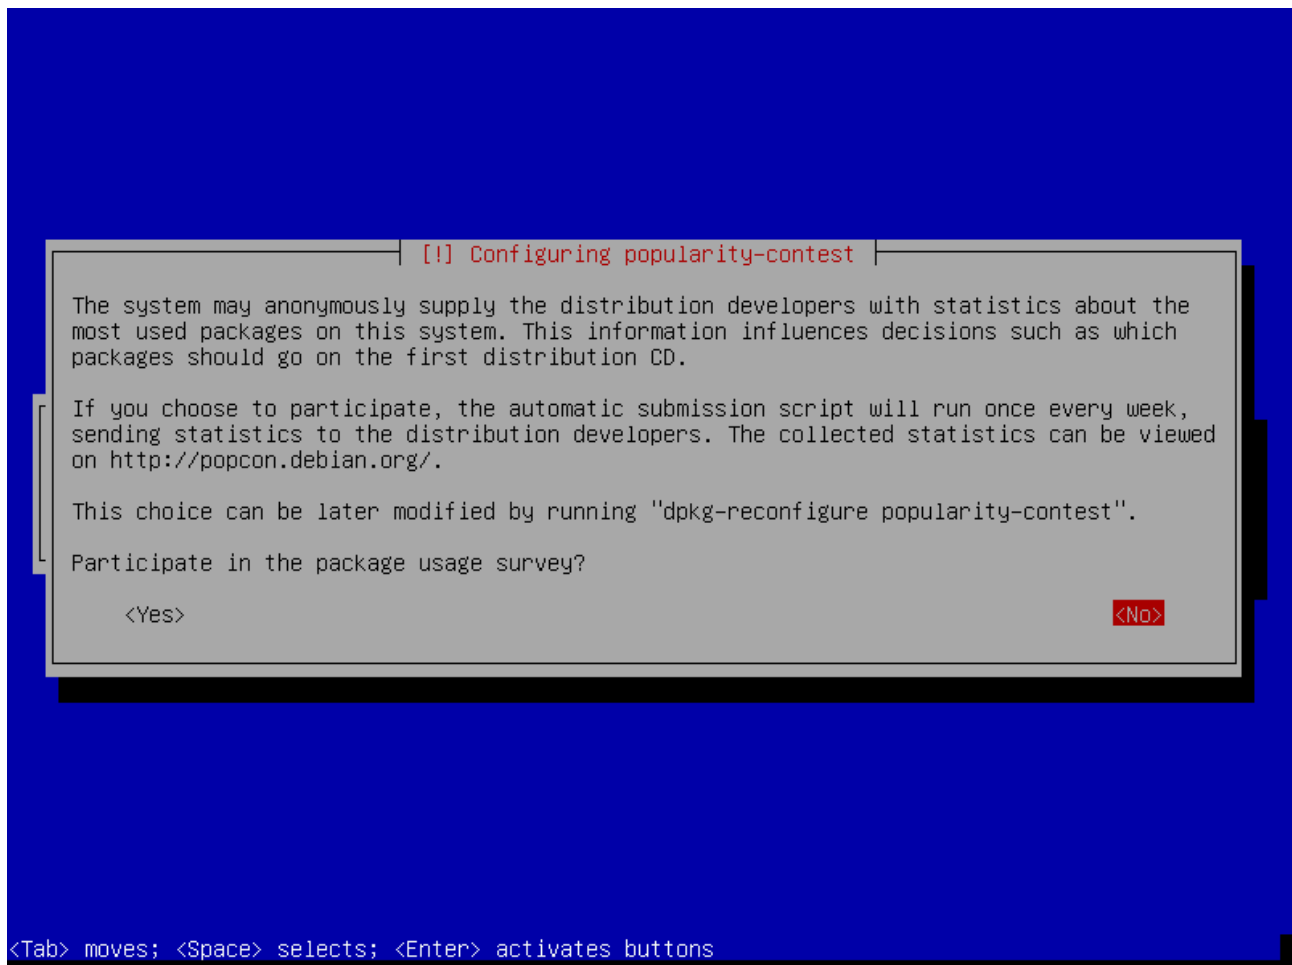 [!] Configuring popularity-contest
The system may anonymously supply the distribution developers with statistics about the
most used packages on this system. This information influences decisions such as which
packages should go on the first distribution CD.
If you choose to participate, the automatic submission script will run once every week,
sending statistics to the distribution developers. The collected statistics can be viewed
on http://popcon.debian.org/.
This choice can be later modified by running "dpkg-reconfigure popularity-contest".
Participate in the package usage survey?
<Yes> <No>
<Tab> moves; <Space> selects; <Enter> activates buttons